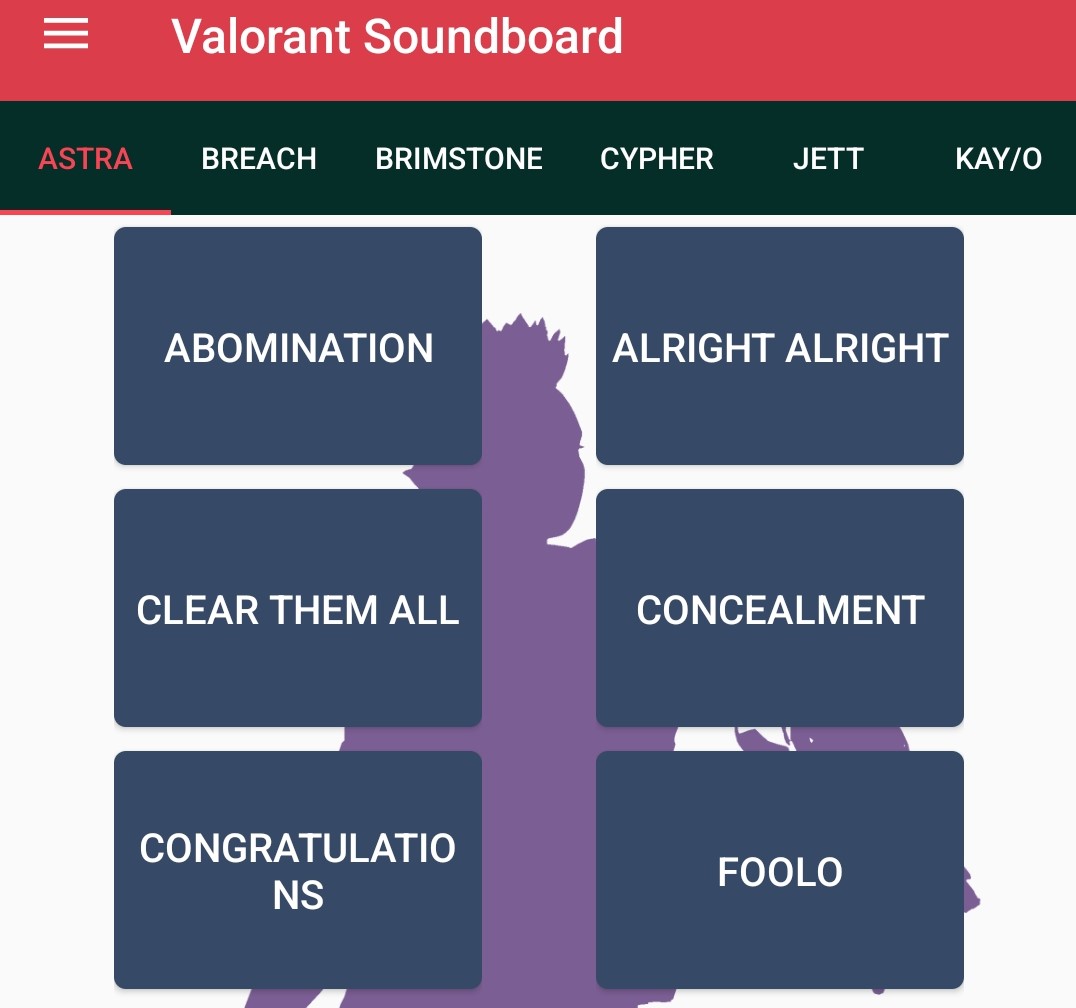 Valorant Soundboard
ASTRA BREACH BRIMSTONE CYPHER JETT KAY/O
ABOMINATION
ALRIGHT ALRIGHT
CLEAR THEM ALL
CONCEALMENT
CONGRATULATIO
NS
FOOLO